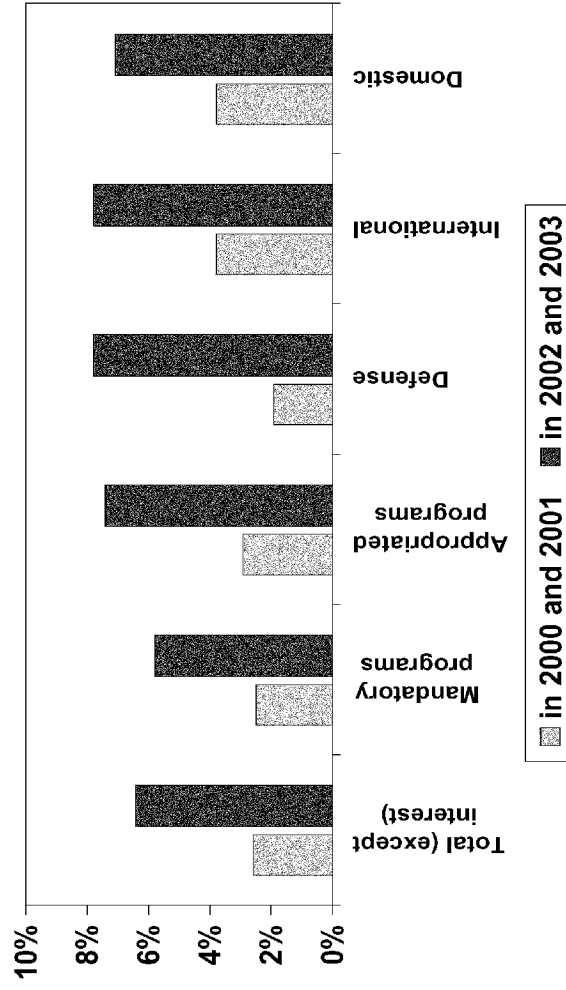 10%
8%
6%
4%
2%
0%
Total (except
interest)
Mandatory
programs
Appropriated
programs
Defense
International
Domestic
in 2000 and 2001
in 2002 and 2003